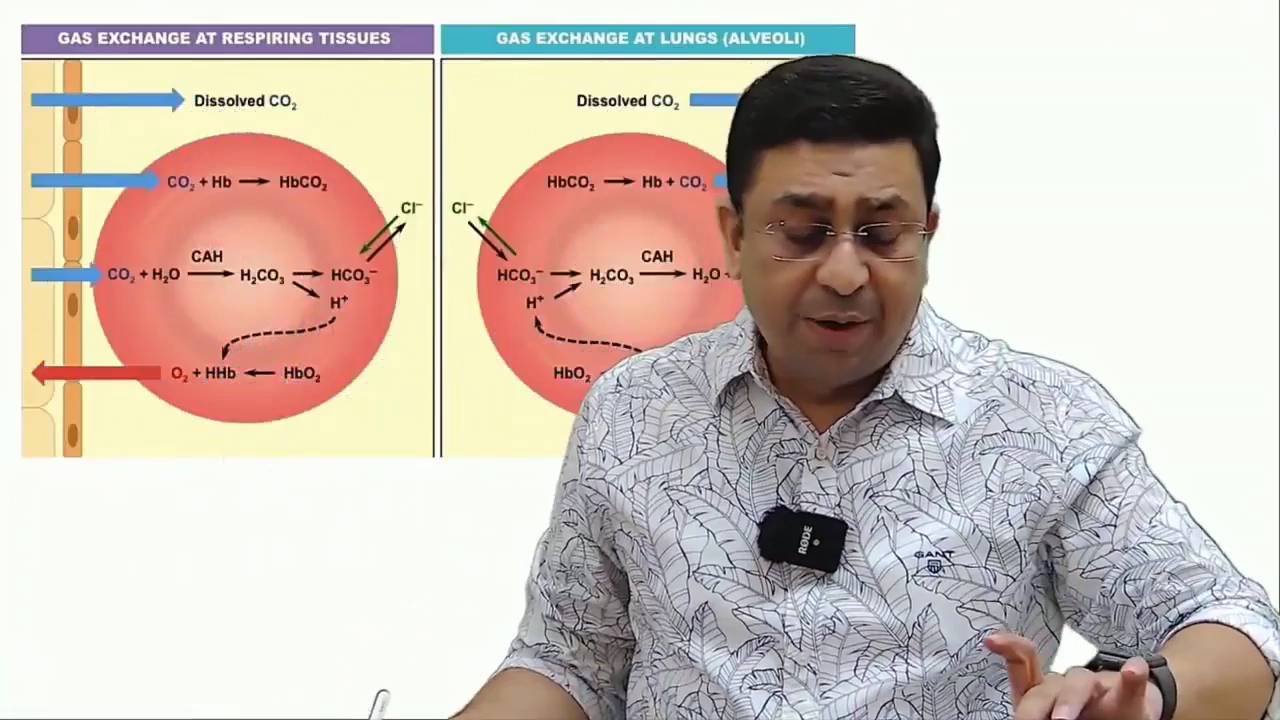 GAS EXCHANGE AT RESPIRING TISSUES
Dissolved CO₂
CO₂ + Hb → HbCO₂
Cl⁻
CAH
CO₂ + H₂O → H₂CO₃ → HCO₃⁻
H⁺
O₂ + HHb ← HbO₂
GAS EXCHANGE AT LUNGS (ALVEOLI)
Dissolved CO₂
HbCO₂ → Hb + CO₂
Cl⁻
CAH
HCO₃⁻ → H₂CO₃ → H₂O
H⁺
HbO₂
RØDE
GANT